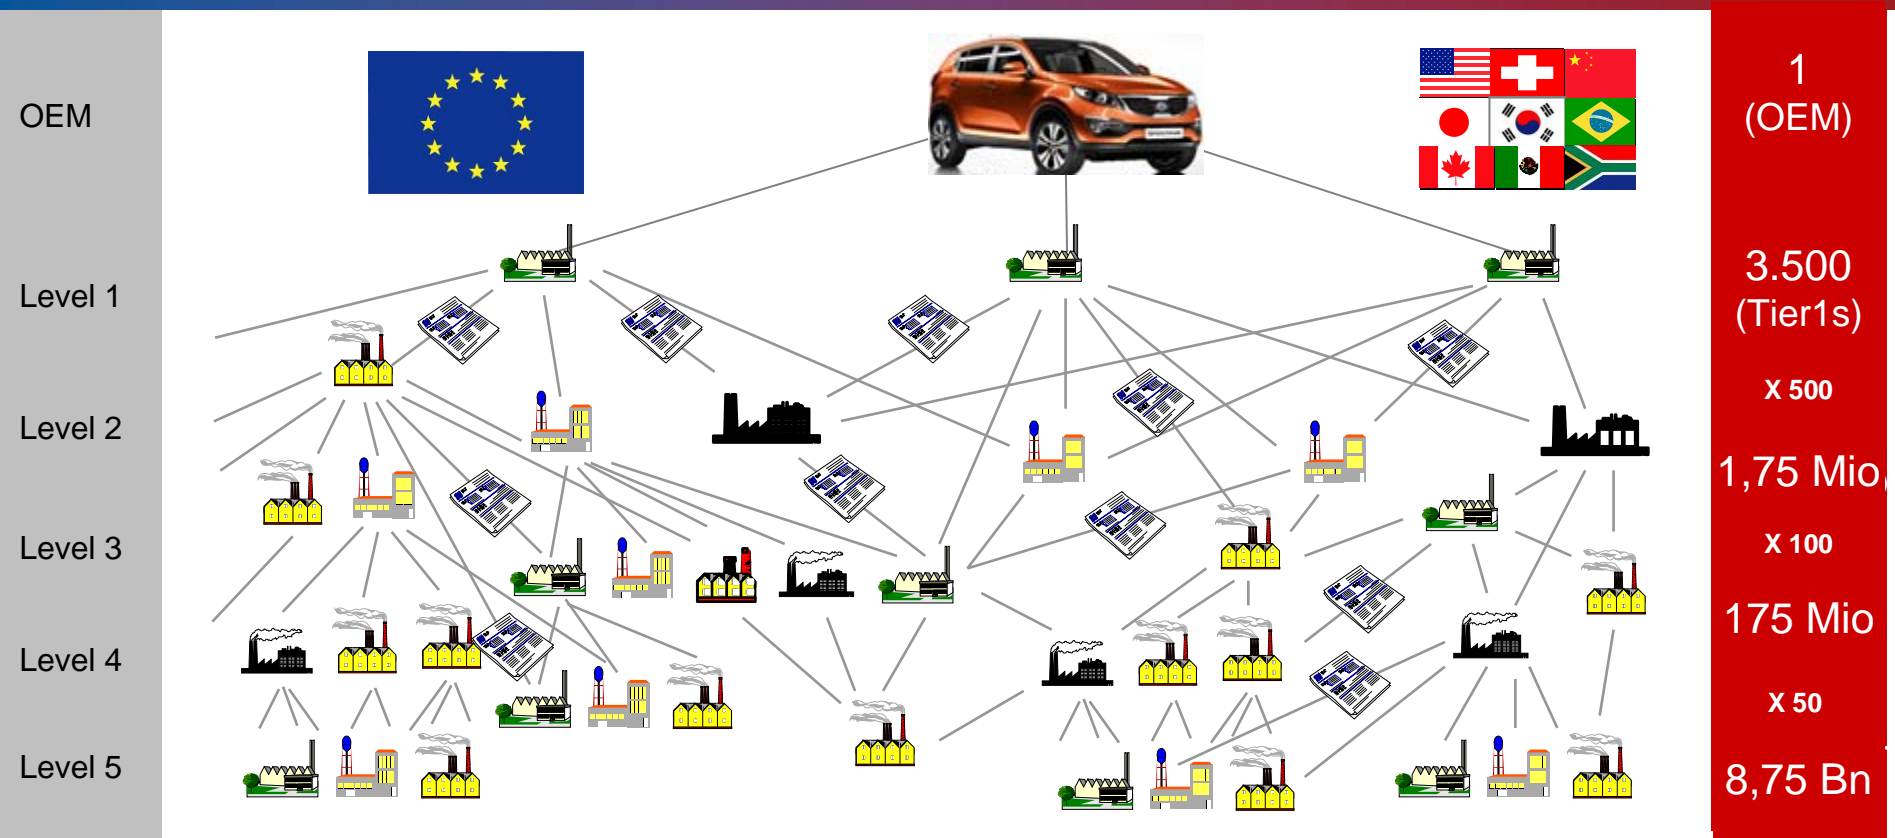 OEM
Level 1
Level 2
Level 3
Level 4
Level 5
1
(OEM)
3.500
(Tier1s)
X 500
1,75 Mio
X 100
175 Mio
X 50
8,75 Bn